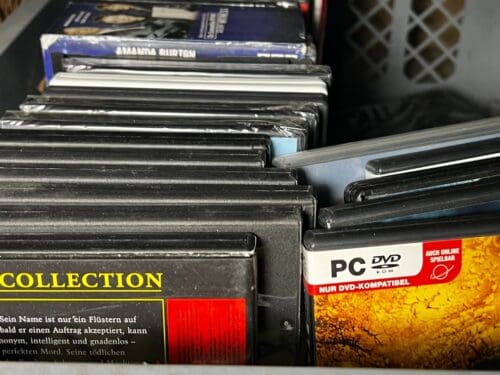 AMANDA BURTON
COLLECTION
Sein Name ist nur ein Flüstern auf
bald er einen Auftrag akzeptiert, kann
nonym, intelligent und gnadenlos –
perfekten Mord. Seine tödlichen
PC DVD
ROM
AUCH ONLINE
SPIELBAR
NUR DVD-KOMPATIBEL